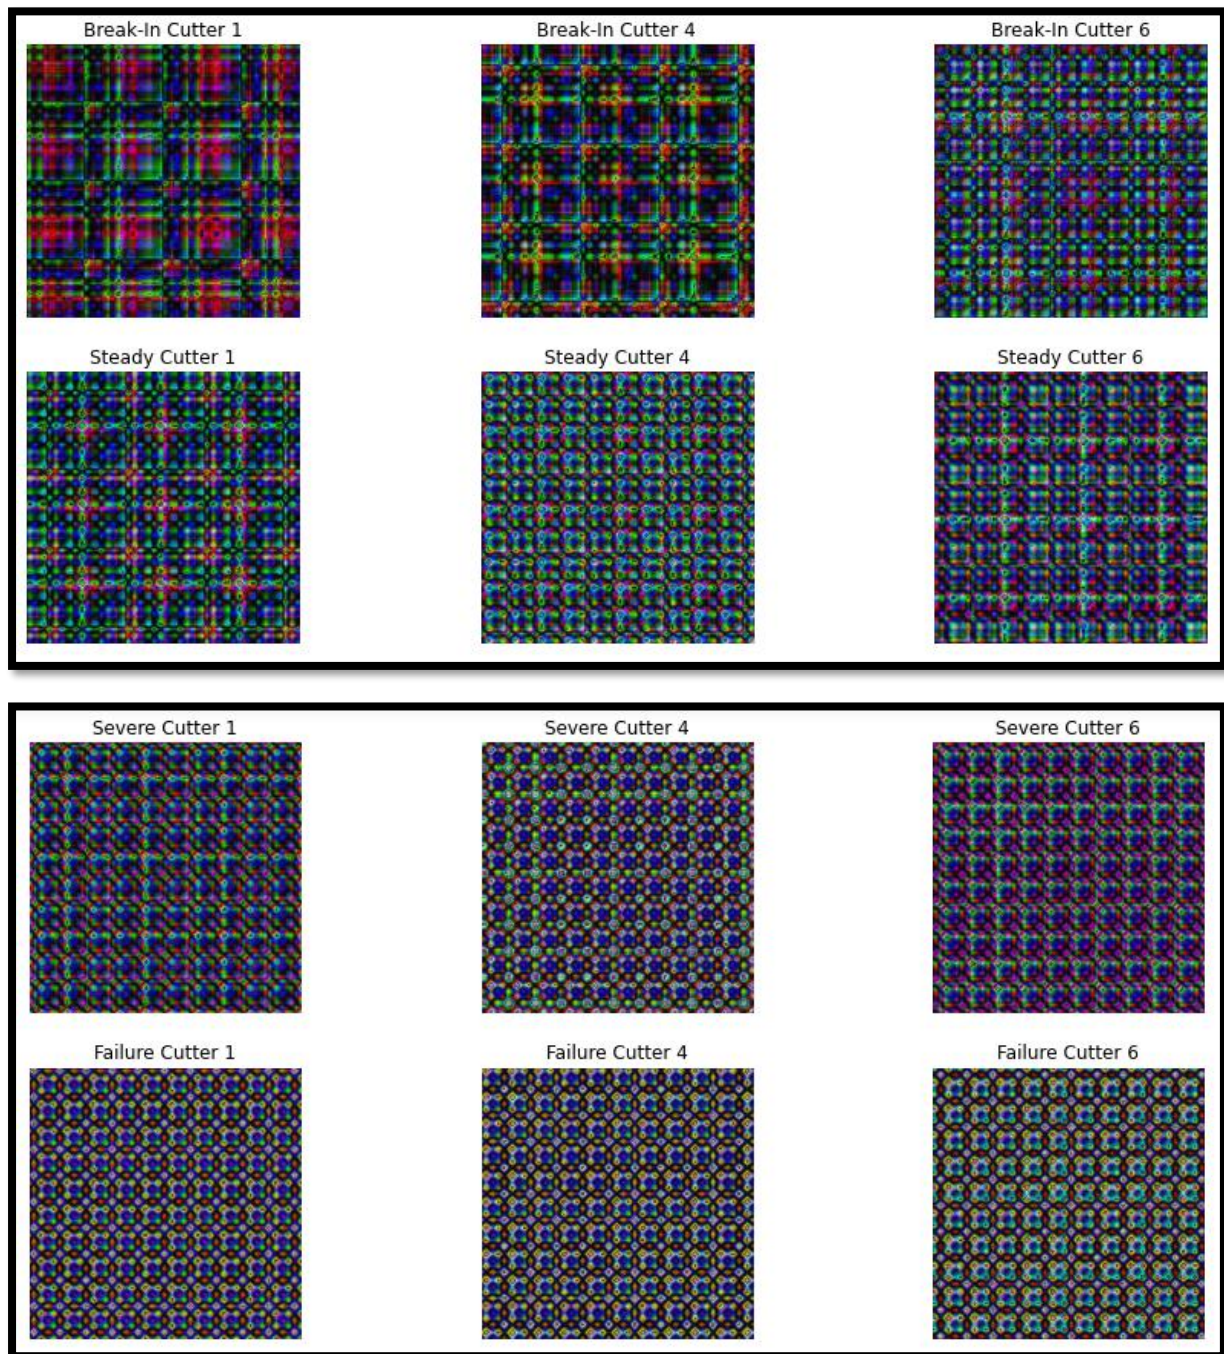 Break-In Cutter 1
Break-In Cutter 4
Break-In Cutter 6
Steady Cutter 1
Steady Cutter 4
Steady Cutter 6
Severe Cutter 1
Severe Cutter 4
Severe Cutter 6
Failure Cutter 1
Failure Cutter 4
Failure Cutter 6